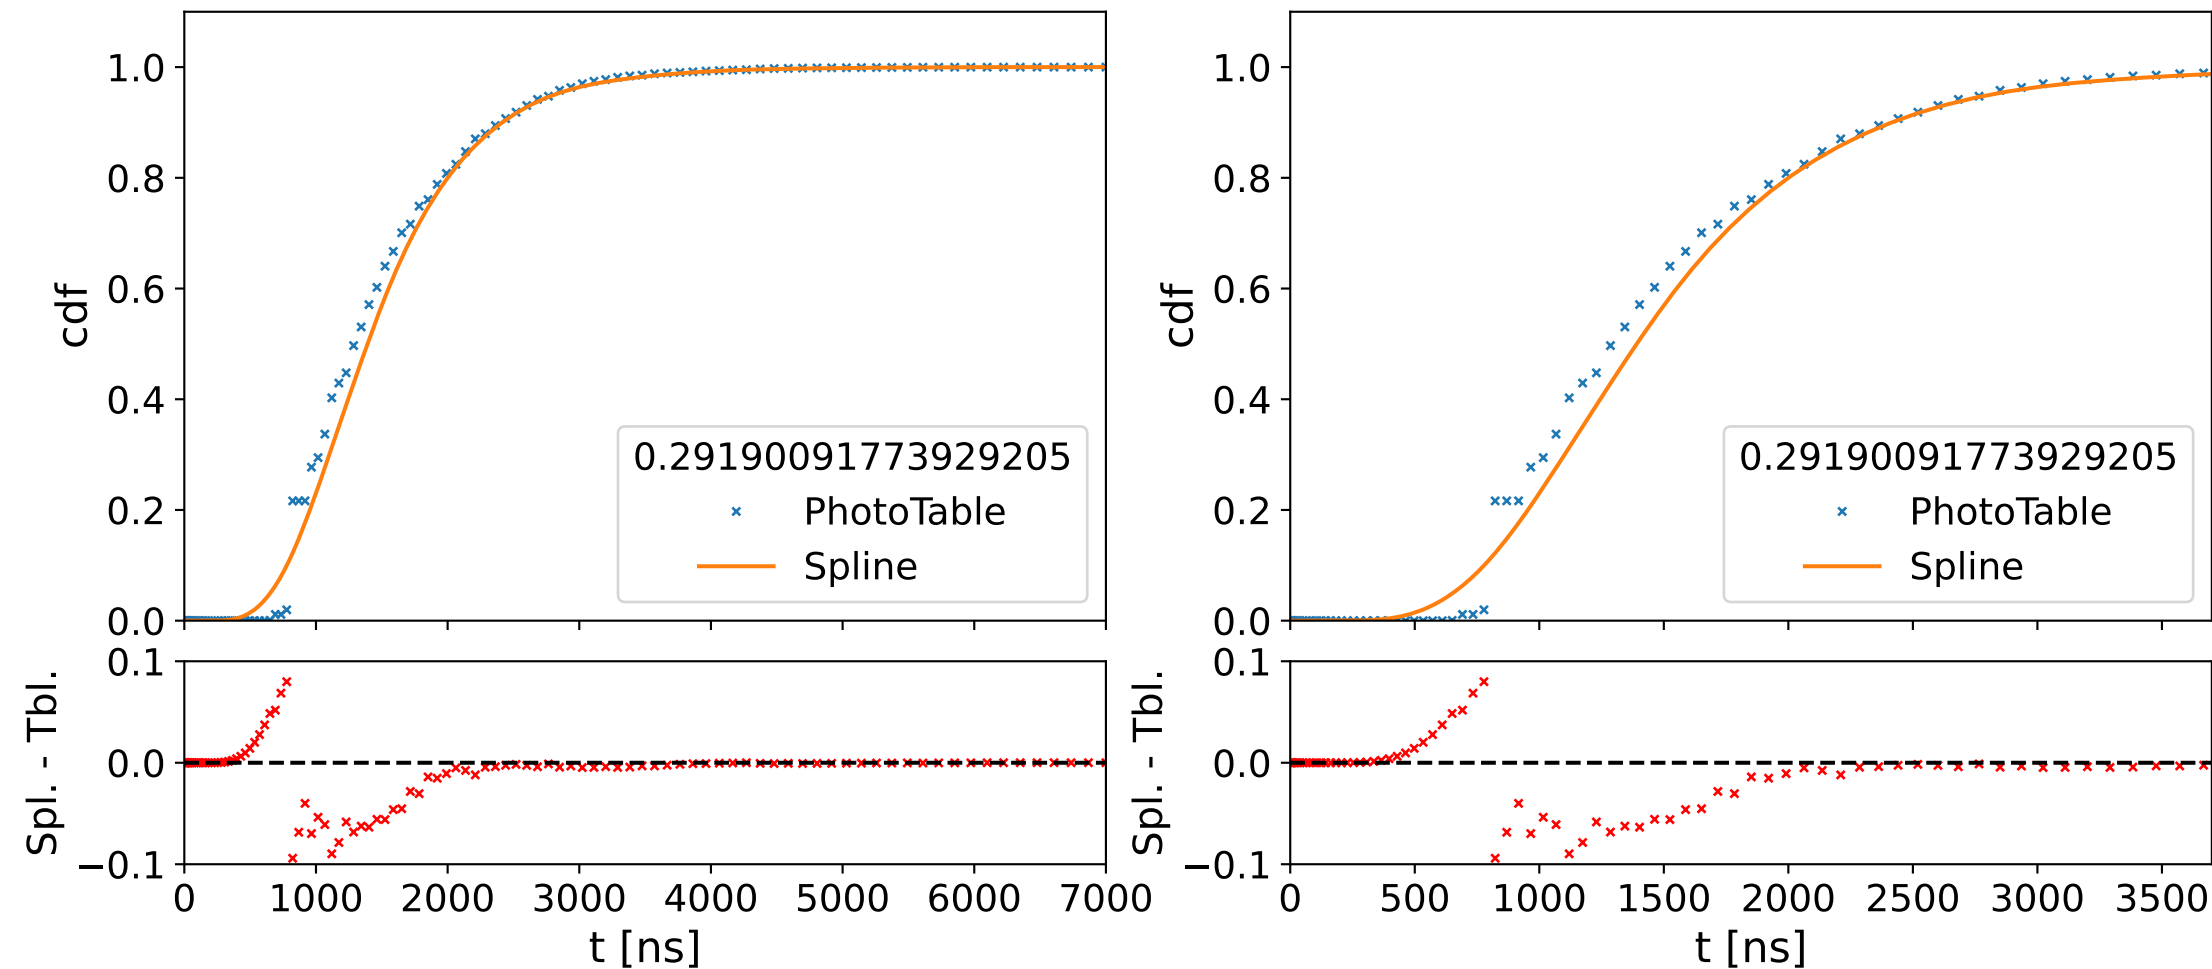 cdf
1.0
0.8
0.6
0.4
0.2
0.0
0.29190091773929205
PhotoTable
Spline
Spl. - Tbl.
0.1
0.0
−0.1
0 1000 2000 3000 4000 5000 6000 7000
t [ns]
cdf
1.0
0.8
0.6
0.4
0.2
0.0
0.29190091773929205
PhotoTable
Spline
Spl. - Tbl.
0.1
0.0
−0.1
0 500 1000 1500 2000 2500 3000 3500
t [ns]